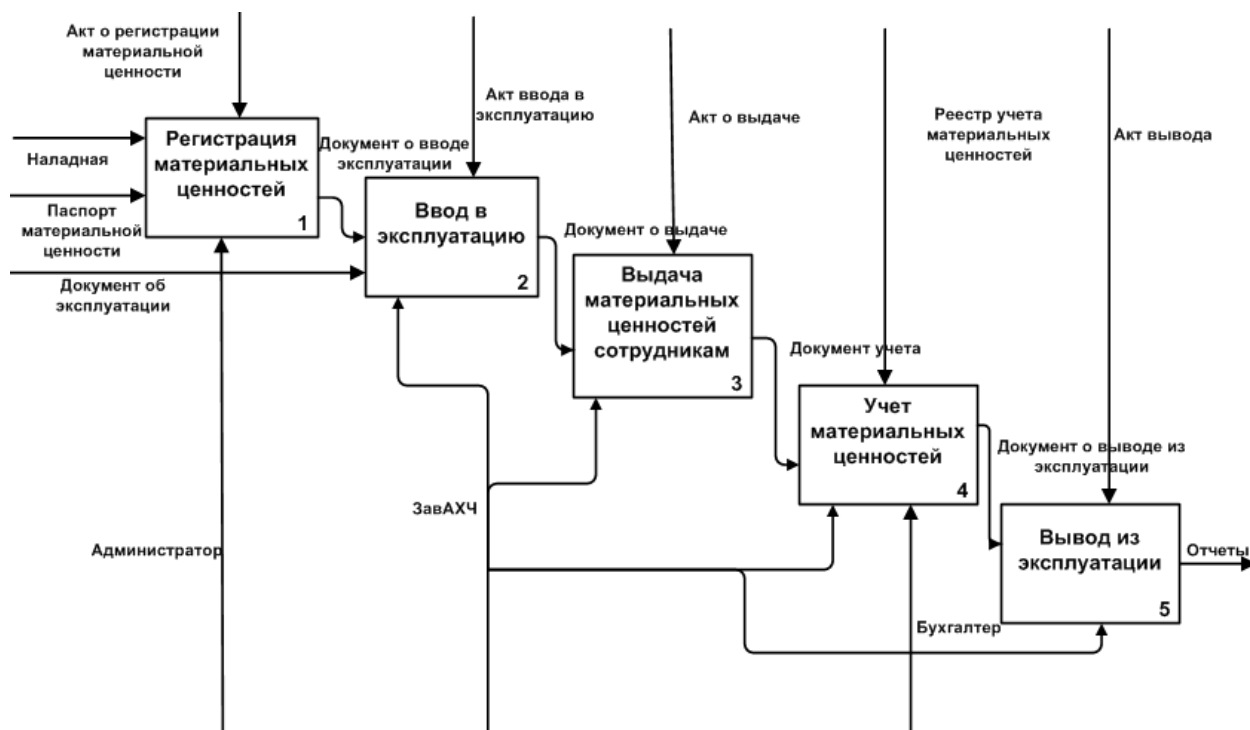 Акт о регистрации
материальной
ценности
Акт ввода в
эксплуатацию
Акт о выдаче
Реестр учета
материальных
ценностей
Акт вывода
Наладная
Паспорт
материальной
ценности
Документ об
эксплуатации
Регистрация
материальных
ценностей
1
Документ о вводе
эксплуатации
Ввод в
эксплуатацию
2
Документ о выдаче
Выдача
материальных
ценностей
сотрудникам
3
Документ учета
Учет
материальных
ценностей
4
Документ о выводе из
эксплуатации
Вывод из
эксплуатации
5
Отчеты
Администратор
ЗавАХЧ
Бухгалтер